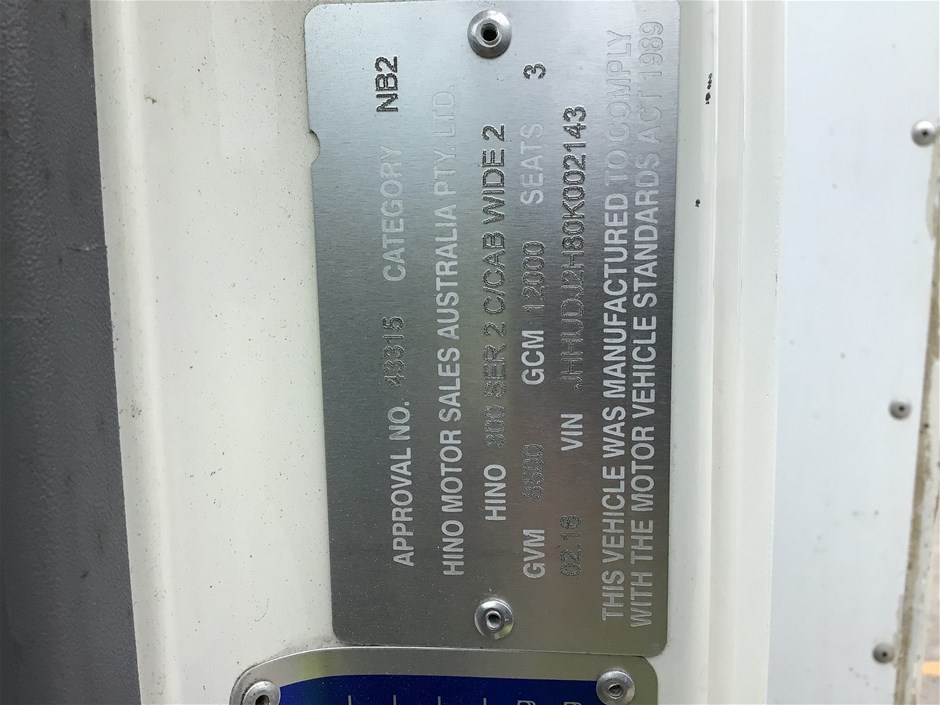 APPROVAL NO. 43315 CATEGORY NB2
HINO MOTOR SALES AUSTRALIA PTY. LTD.
HINO 300 SER 2 C/CAB WIDE 2
GVM 8500 GCM 12000 SEATS 3
02.18 VIN JHHUDJ2H80K002143
THIS VEHICLE WAS MANUFACTURED TO COMPLY
WITH THE MOTOR VEHICLE STANDARDS ACT 1989